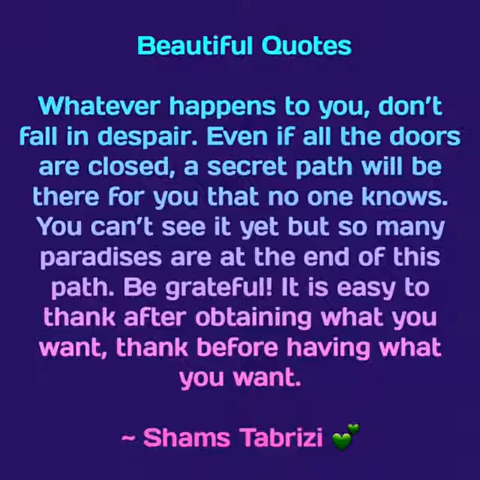 Beautiful Quotes
Whatever happens to you, don't
fall in despair. Even if all the doors
are closed, a secret path will be
there for you that no one knows.
You can't see it yet but so many
paradises are at the end of this
path. Be grateful! It is easy to
thank after obtaining what you
want, thank before having what
you want.
~ Shams Tabrizi 💕